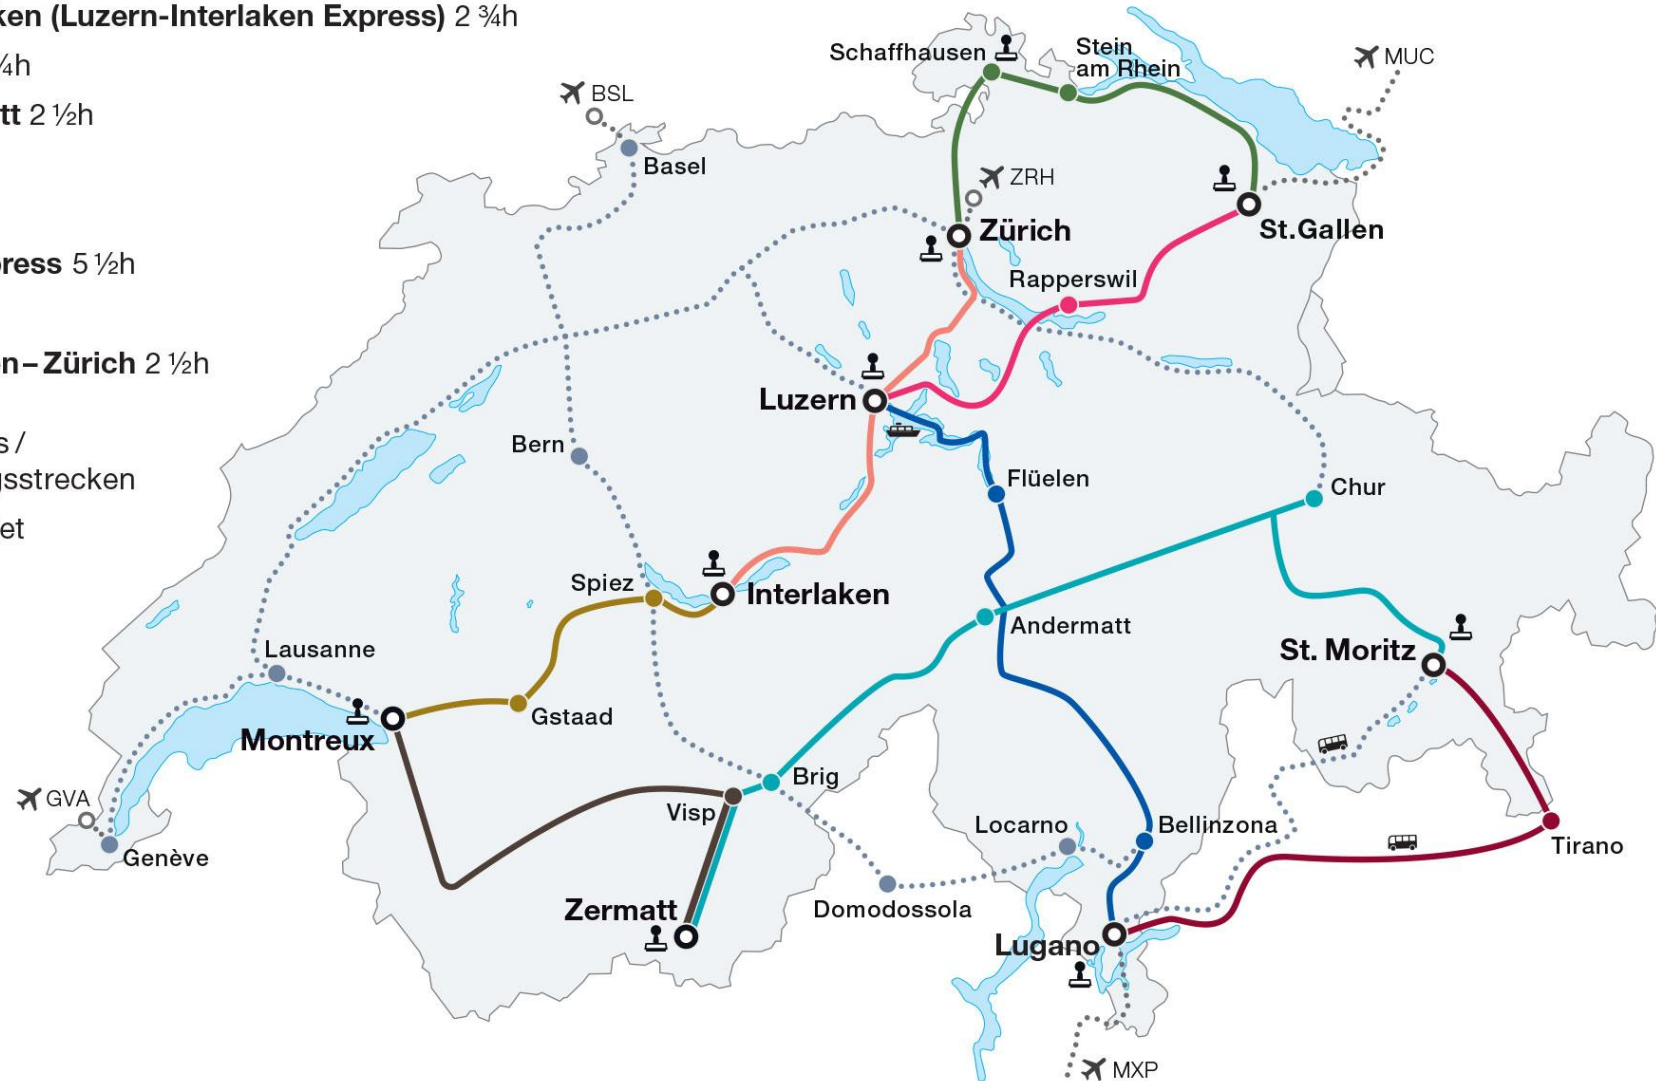 ken (Luzern-Interlaken Express) 2 ¾h
¼h
tt 2 ½h
press 5 ½h
n – Zürich 2 ½h
s /
gsstrecken
et
Schaffhausen
Stein
am Rhein
MUC
BSL
Basel
ZRH
Zürich
St.Gallen
Rapperswil
Luzern
Bern
Flüelen
Chur
Spiez
Interlaken
Andermatt
St. Moritz
Lausanne
Gstaad
Montreux
Brig
Visp
GVA
Genève
Locarno
Bellinzona
Tirano
Domodossola
Zermatt
Lugano
MXP